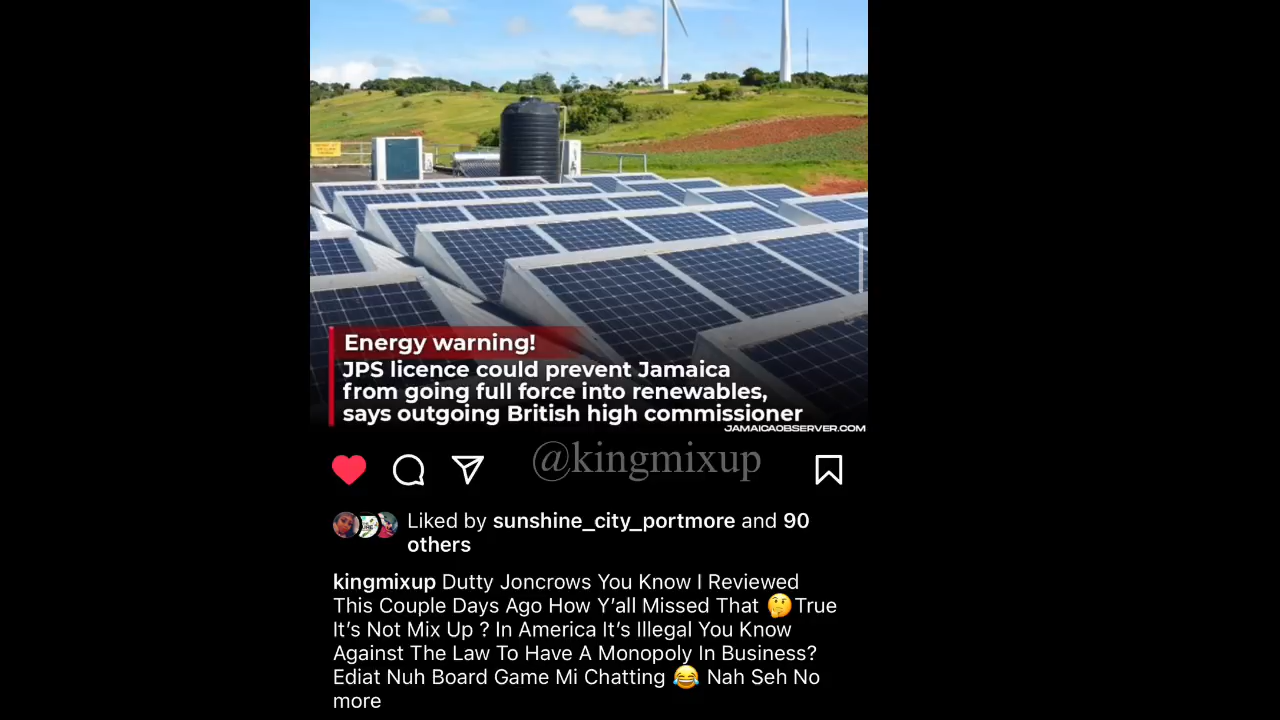 Energy warning!
JPS licence could prevent Jamaica
from going full force into renewables,
says outgoing British high commissioner
JAMAICAOBSERVER.COM
@kingmixup
Liked by sunshine_city_portmore and 90
others
kingmixup Dutty Joncrows You Know I Reviewed
This Couple Days Ago How Y'all Missed That 🤔True
It's Not Mix Up ? In America It's Illegal You Know
Against The Law To Have A Monopoly In Business?
Ediat Nuh Board Game Mi Chatting 😂 Nah Seh No
more